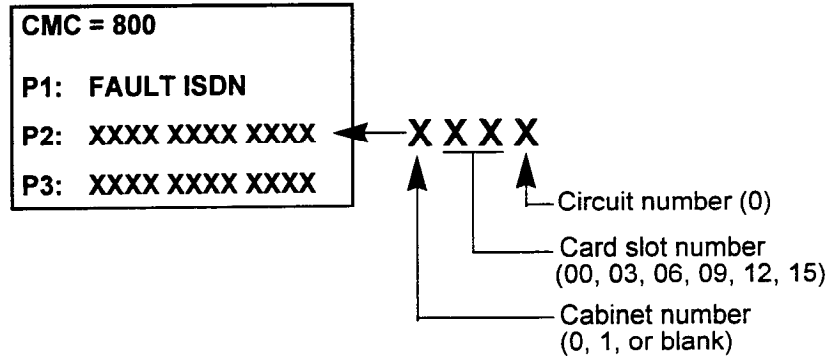 CMC = 800
P1: FAULT ISDN
P2: XXXX XXXX XXXX
X X X X
P3: XXXX XXXX XXXX
Circuit number (0)
Card slot number
(00, 03, 06, 09, 12, 15)
Cabinet number
(0, 1, or blank)